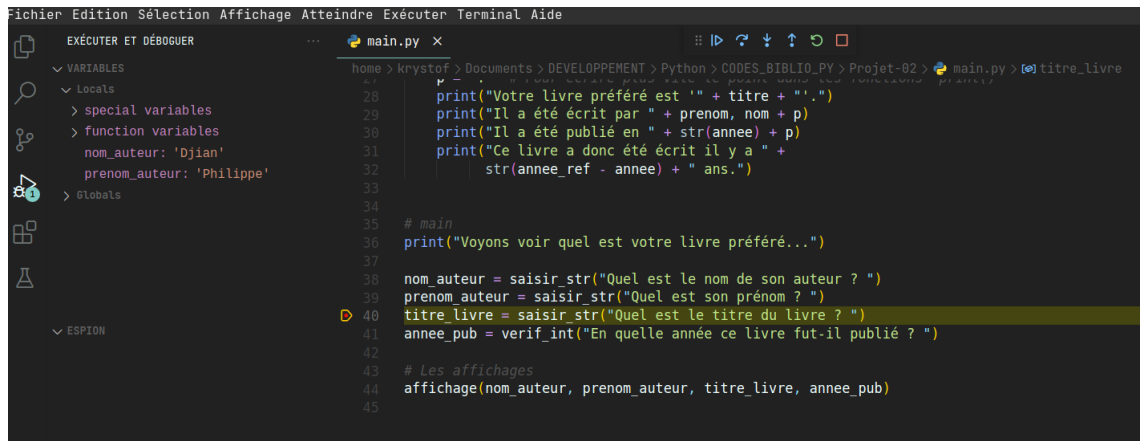 Fichier Edition Sélection Affichage Atteindre Exécuter Terminal Aide
EXÉCUTER ET DÉBOGUER ···
VARIABLES
Locals
special variables
function variables
nom_auteur: 'Djian'
prenom_auteur: 'Philippe'
Globals
ESPION
1
main.py ×
home > krystof > Documents > DEVELOPPEMENT > Python > CODES_BIBLIO_PY > Projet-02 > main.py > titre_livre
28 print("Votre livre préféré est '" + titre + "'.")
29 print("Il a été écrit par " + prenom, nom + p)
30 print("Il a été publié en " + str(annee) + p)
31 print("Ce livre a donc été écrit il y a " +
32 str(annee_ref - annee) + " ans.")
33
34
35 # main
36 print("Voyons voir quel est votre livre préféré...")
37
38 nom_auteur = saisir_str("Quel est le nom de son auteur ? ")
39 prenom_auteur = saisir_str("Quel est son prénom ? ")
40 titre_livre = saisir_str("Quel est le titre du livre ? ")
41 annee_pub = verif_int("En quelle année ce livre fut-il publié ? ")
42
43 # Les affichages
44 affichage(nom_auteur, prenom_auteur, titre_livre, annee_pub)
45